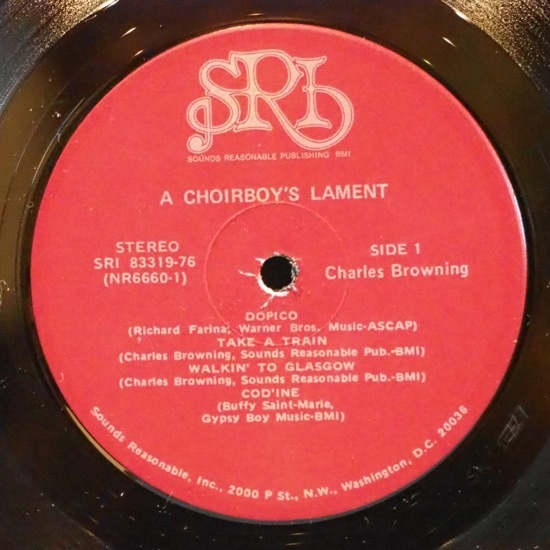 SRI
SOUNDS REASONABLE PUBLISHING BMI
A CHOIRBOY'S LAMENT
STEREO
SRI 83319-76
(NR6660-1)
SIDE 1
Charles Browning
DOPICO
(Richard Farina, Warner Bros. Music-ASCAP)
TAKE A TRAIN
(Charles Browning, Sounds Reasonable Pub.-BMI)
WALKIN' TO GLASGOW
(Charles Browning, Sounds Reasonable Pub.-BMI)
COD'INE
(Buffy Saint-Marie,
Gypsy Boy Music-BMI)
Sounds Reasonable, Inc., 2000 P St., N.W., Washington, D.C. 20036